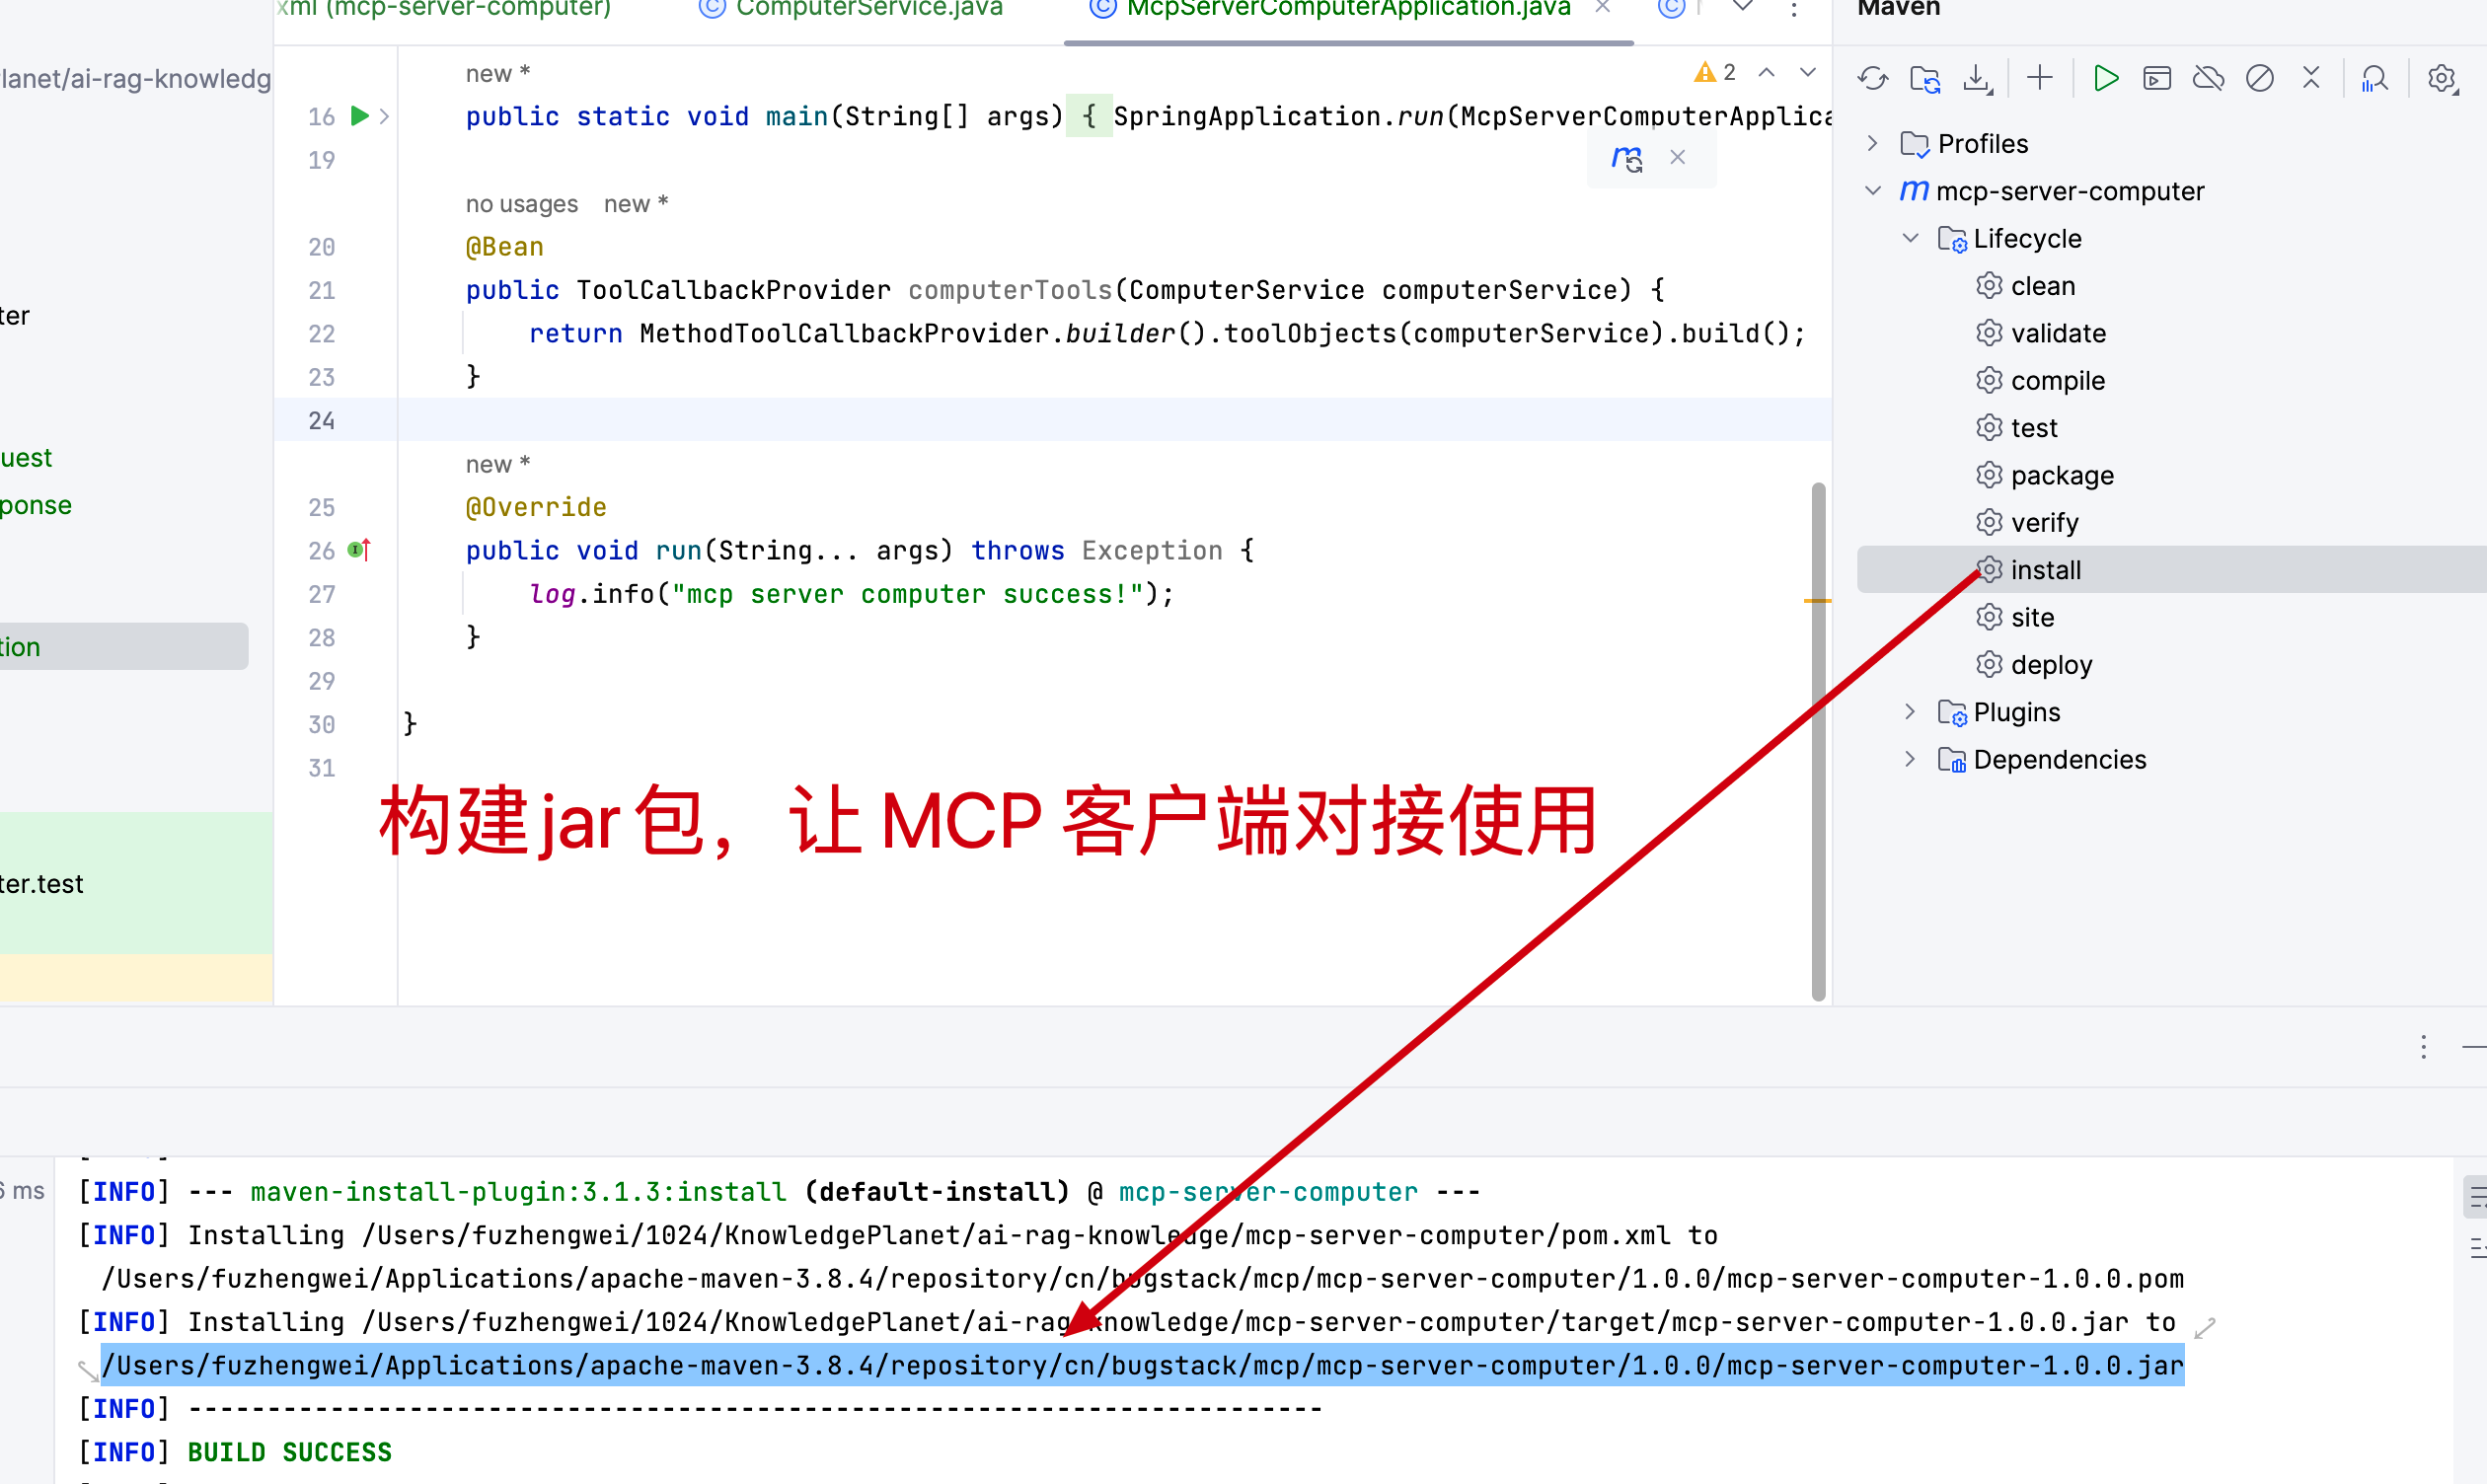 xml (mcp-server-computer) ComputerService.java McpServerComputerApplication.java
Maven
lanet/ai-rag-knowledg
ter
uest
ponse
tion
ter.test
new *
2
16 public static void main(String[] args) { SpringApplication.run(McpServerComputerApplica
19
no usages new *
20 @Bean
21 public ToolCallbackProvider computerTools(ComputerService computerService) {
22 return MethodToolCallbackProvider.builder().toolObjects(computerService).build();
23 }
24
new *
25 @Override
26 public void run(String... args) throws Exception {
27 log.info("mcp server computer success!");
28 }
29
30 }
31
构建jar包，让 MCP 客户端对接使用
Profiles
mcp-server-computer
Lifecycle
clean
validate
compile
test
package
verify
install
site
deploy
Plugins
Dependencies
6 ms
[INFO] --- maven-install-plugin:3.1.3:install (default-install) @ mcp-server-computer ---
[INFO] Installing /Users/fuzhengwei/1024/KnowledgePlanet/ai-rag-knowledge/mcp-server-computer/pom.xml to
/Users/fuzhengwei/Applications/apache-maven-3.8.4/repository/cn/bugstack/mcp/mcp-server-computer/1.0.0/mcp-server-computer-1.0.0.pom
[INFO] Installing /Users/fuzhengwei/1024/KnowledgePlanet/ai-rag-knowledge/mcp-server-computer/target/mcp-server-computer-1.0.0.jar to
/Users/fuzhengwei/Applications/apache-maven-3.8.4/repository/cn/bugstack/mcp/mcp-server-computer/1.0.0/mcp-server-computer-1.0.0.jar
[INFO] ------------------------------------------------------------------------
[INFO] BUILD SUCCESS